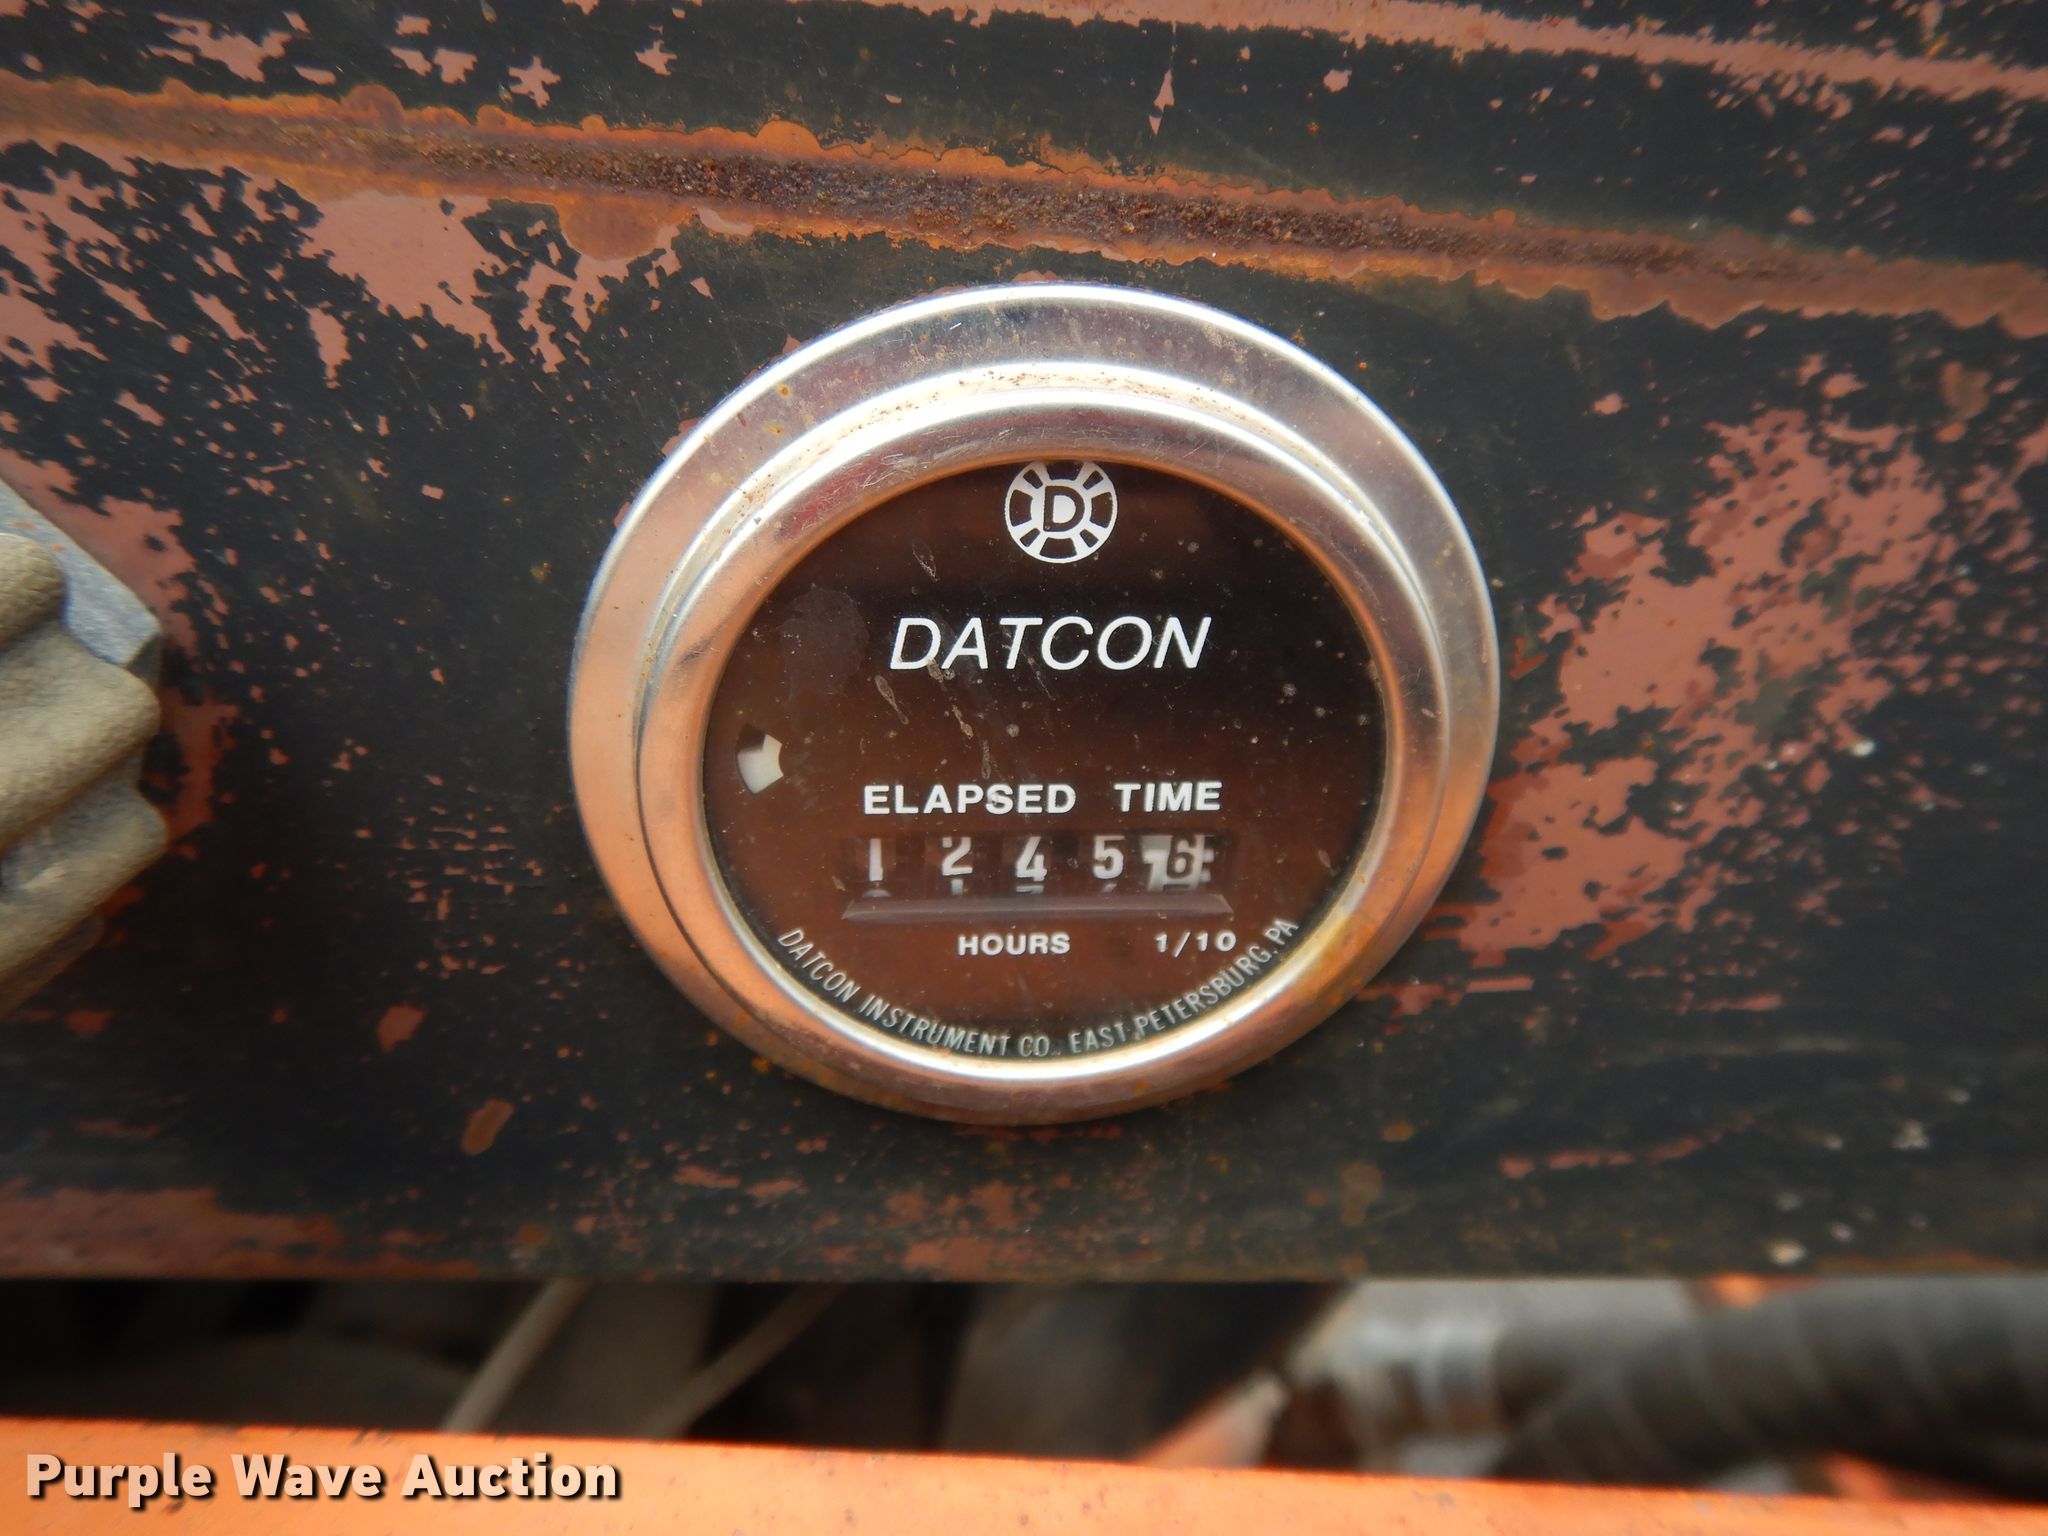 D
DATCON
ELAPSED TIME
1 2 4 5 6
HOURS 1/10
DATCON INSTRUMENT CO. EAST PETERSBURG, PA
Purple Wave Auction